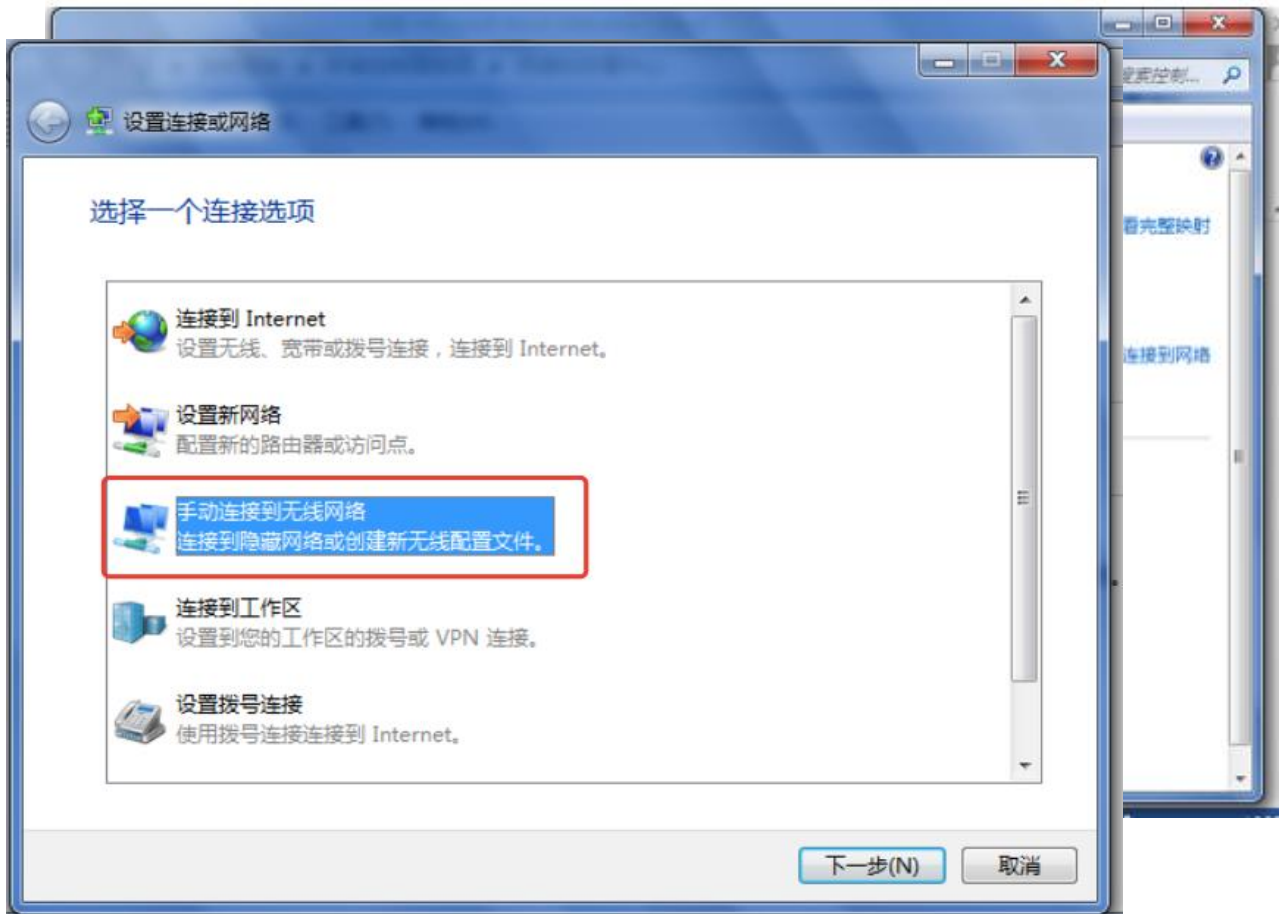 搜索控制...
设置连接或网络
选择一个连接选项
看完整映射
连接到 Internet
设置无线、宽带或拨号连接，连接到 Internet。
连接到网络
设置新网络
配置新的路由器或访问点。
手动连接到无线网络
连接到隐藏网络或创建新无线配置文件。
连接到工作区
设置到您的工作区的拨号或 VPN 连接。
设置拨号连接
使用拨号连接连接到 Internet。
下一步(N)
取消